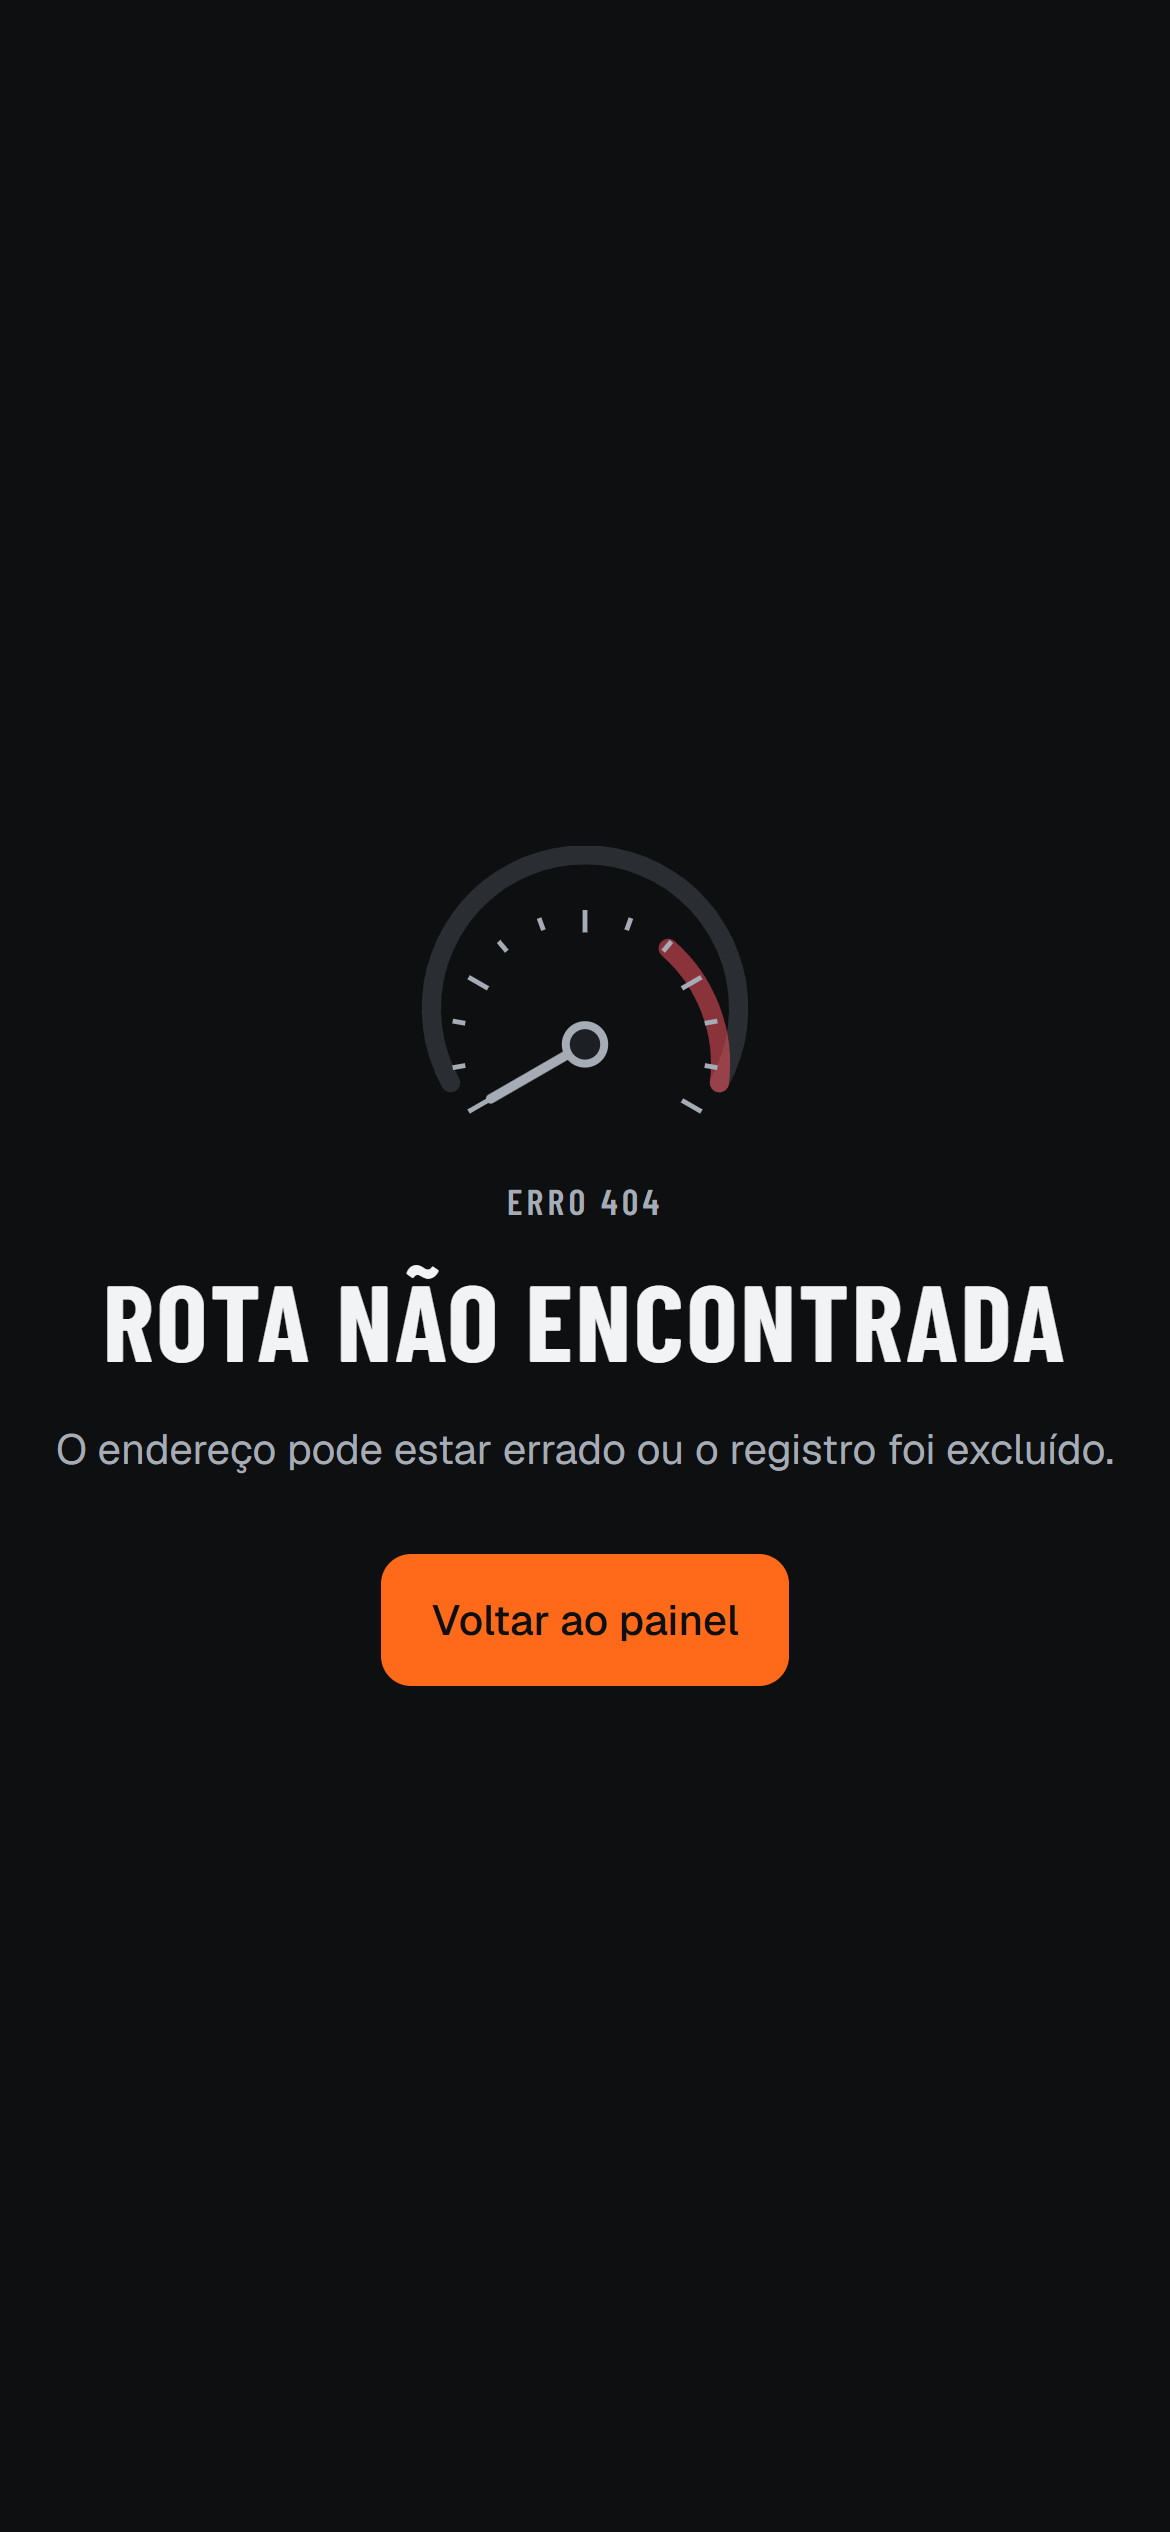 ERRO 404
ROTA NÃO ENCONTRADA
O endereço pode estar errado ou o registro foi excluído.
Voltar ao painel